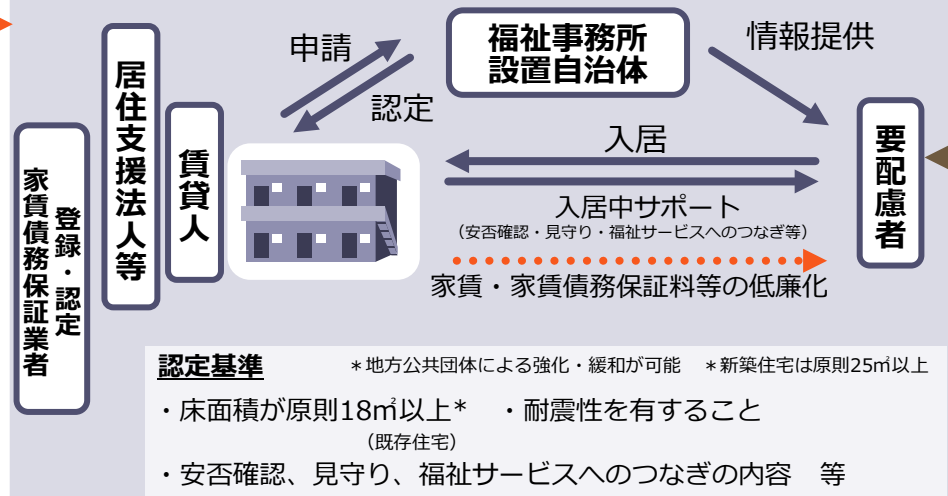 申請
認定
福祉事務所
設置自治体
情報提供
居住支援法人等
賃貸人
登録・認定
家賃債務保証業者
要配慮者
入居
入居中サポート
（安否確認・見守り・福祉サービスへのつなぎ等）
家賃・家賃債務保証料等の低廉化
認定基準　＊地方公共団体による強化・緩和が可能　＊新築住宅は原則25㎡以上
・床面積が原則18㎡以上*　・耐震性を有すること
（既存住宅）
・安否確認、見守り、福祉サービスへのつなぎの内容　等